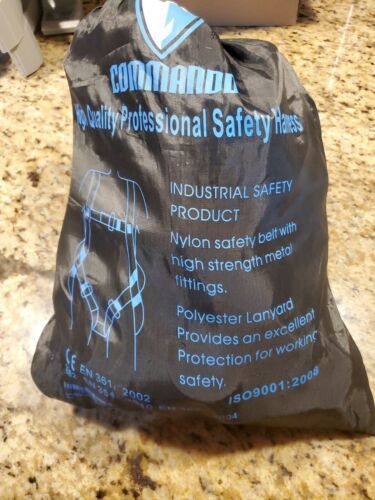 COMMANDO
Quality Professional Safety Harness
INDUSTRIAL SAFETY
PRODUCT
Nylon safety belt with
high strength metal
fittings.
Polyester Lanyard
Provides an excellent
Protection for working
safety.
CE EN 361: 2002
ISO9001:2008